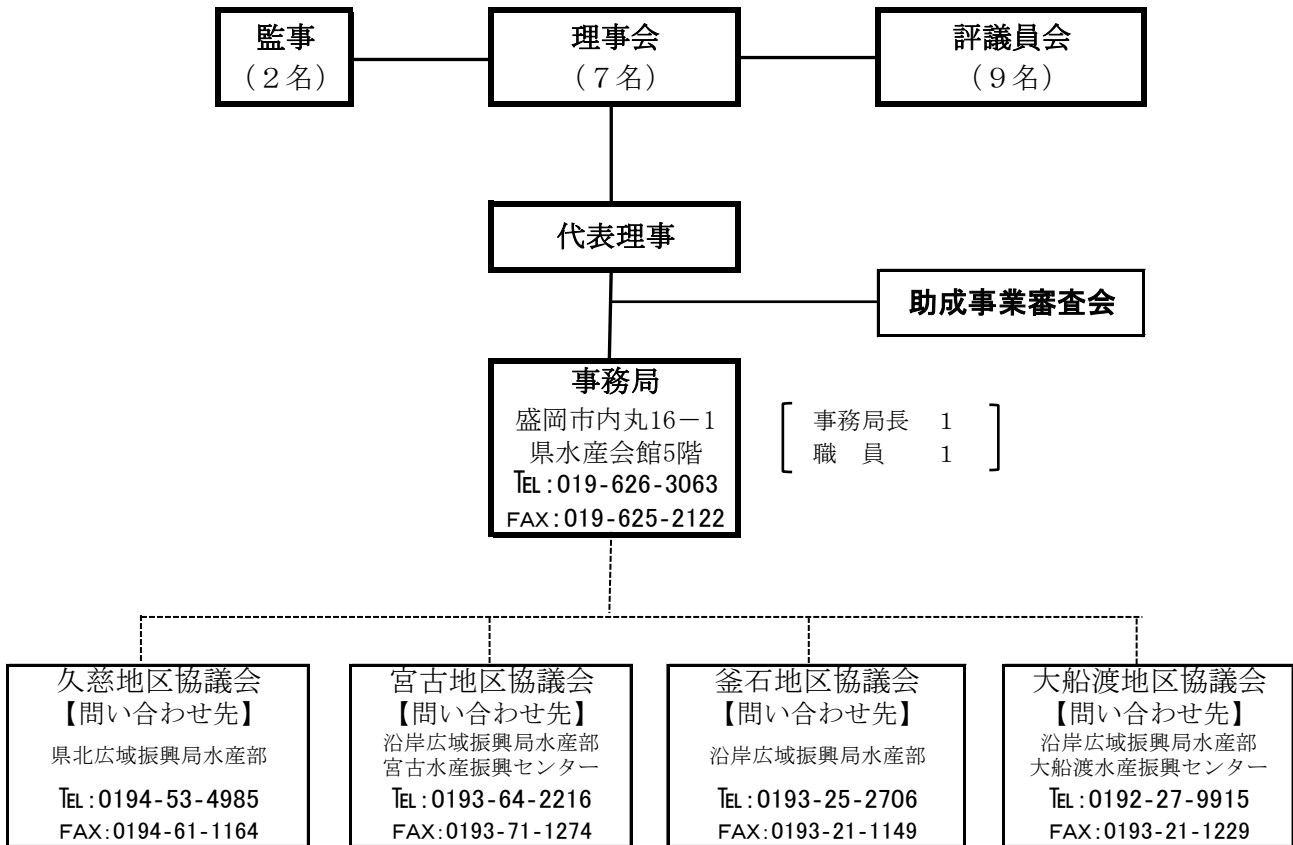 監事
（２名）
理事会
（７名）
評議員会
（９名）
代表理事
助成事業審査会
事務局
盛岡市内丸16－1
県水産会館5階
TEL：019-626-3063
FAX：019-625-2122
事務局長　1
職　員　1
久慈地区協議会
【問い合わせ先】
県北広域振興局水産部
TEL：0194-53-4985
FAX：0194-61-1164
宮古地区協議会
【問い合わせ先】
沿岸広域振興局水産部
宮古水産振興センター
TEL：0193-64-2216
FAX：0193-71-1274
釜石地区協議会
【問い合わせ先】
沿岸広域振興局水産部
TEL：0193-25-2706
FAX：0193-21-1149
大船渡地区協議会
【問い合わせ先】
沿岸広域振興局水産部
大船渡水産振興センター
TEL：0192-27-9915
FAX：0193-21-1229